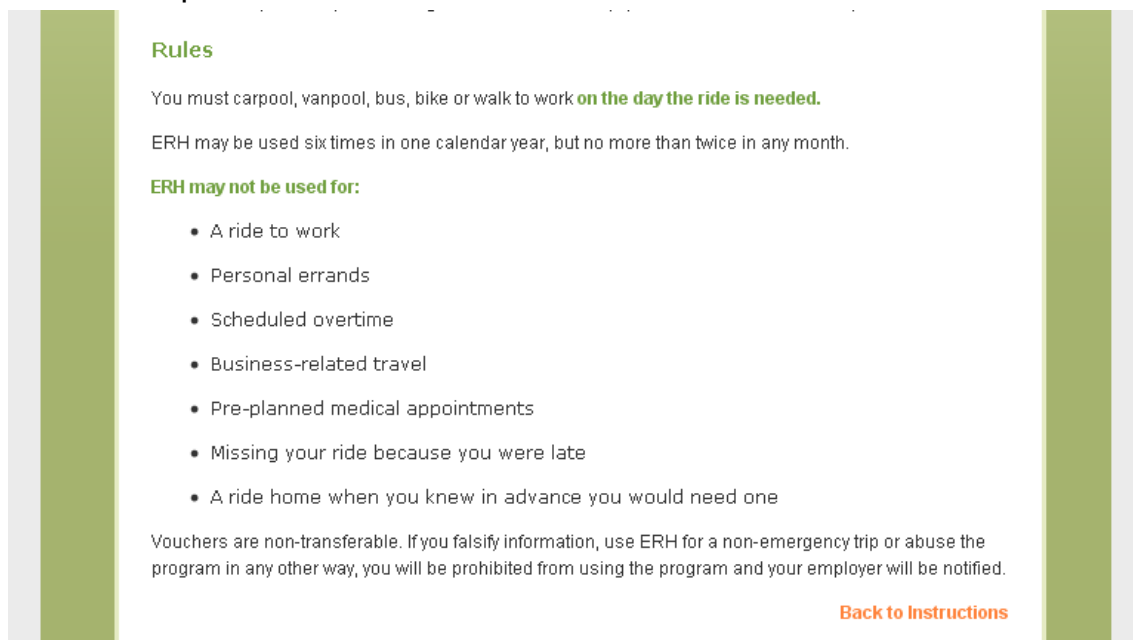 Rules
You must carpool, vanpool, bus, bike or walk to work on the day the ride is needed.
ERH may be used six times in one calendar year, but no more than twice in any month.
ERH may not be used for:
• A ride to work
• Personal errands
• Scheduled overtime
• Business-related travel
• Pre-planned medical appointments
• Missing your ride because you were late
• A ride home when you knew in advance you would need one
Vouchers are non-transferable. If you falsify information, use ERH for a non-emergency trip or abuse the
program in any other way, you will be prohibited from using the program and your employer will be notified.
Back to Instructions